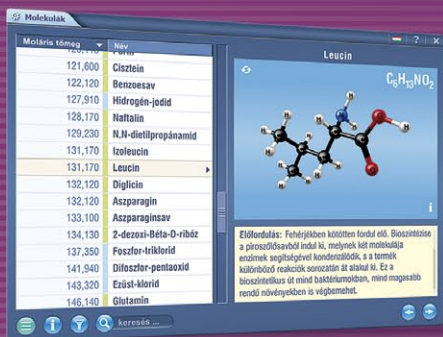 Molekulák
Moláris tömeg Név
121,600 Cisztein
122,120 Benzoesav
127,910 Hidrogén-jodid
128,170 Naftalin
129,230 N,N-dietilpropánamid
131,170 Izoleucin
131,170 Leucin
132,120 Diglicin
132,120 Aszparagin
133,100 Aszparaginsav
134,130 2-dezoxi-Béta-D-ribóz
137,350 Foszfor-triklorid
141,940 Difoszfor-pentaoxid
143,320 Ezüst-klorid
146,140 Glutamin
keresés ...
Leucin
C₆H₁₃NO₂
Előfordulás: Fehérjékben kötötten fordul elő. Bioszintézise
a piroszőlősavból indul ki, melynek két molekulája
enzimek segítségével kondenzálódik, s a termék
különböző reakciók sorozatán át alakul ki. Ez a
bioszintetikus út mind baktériumokban, mind magasabb
rendű növényekben is végbemehet.